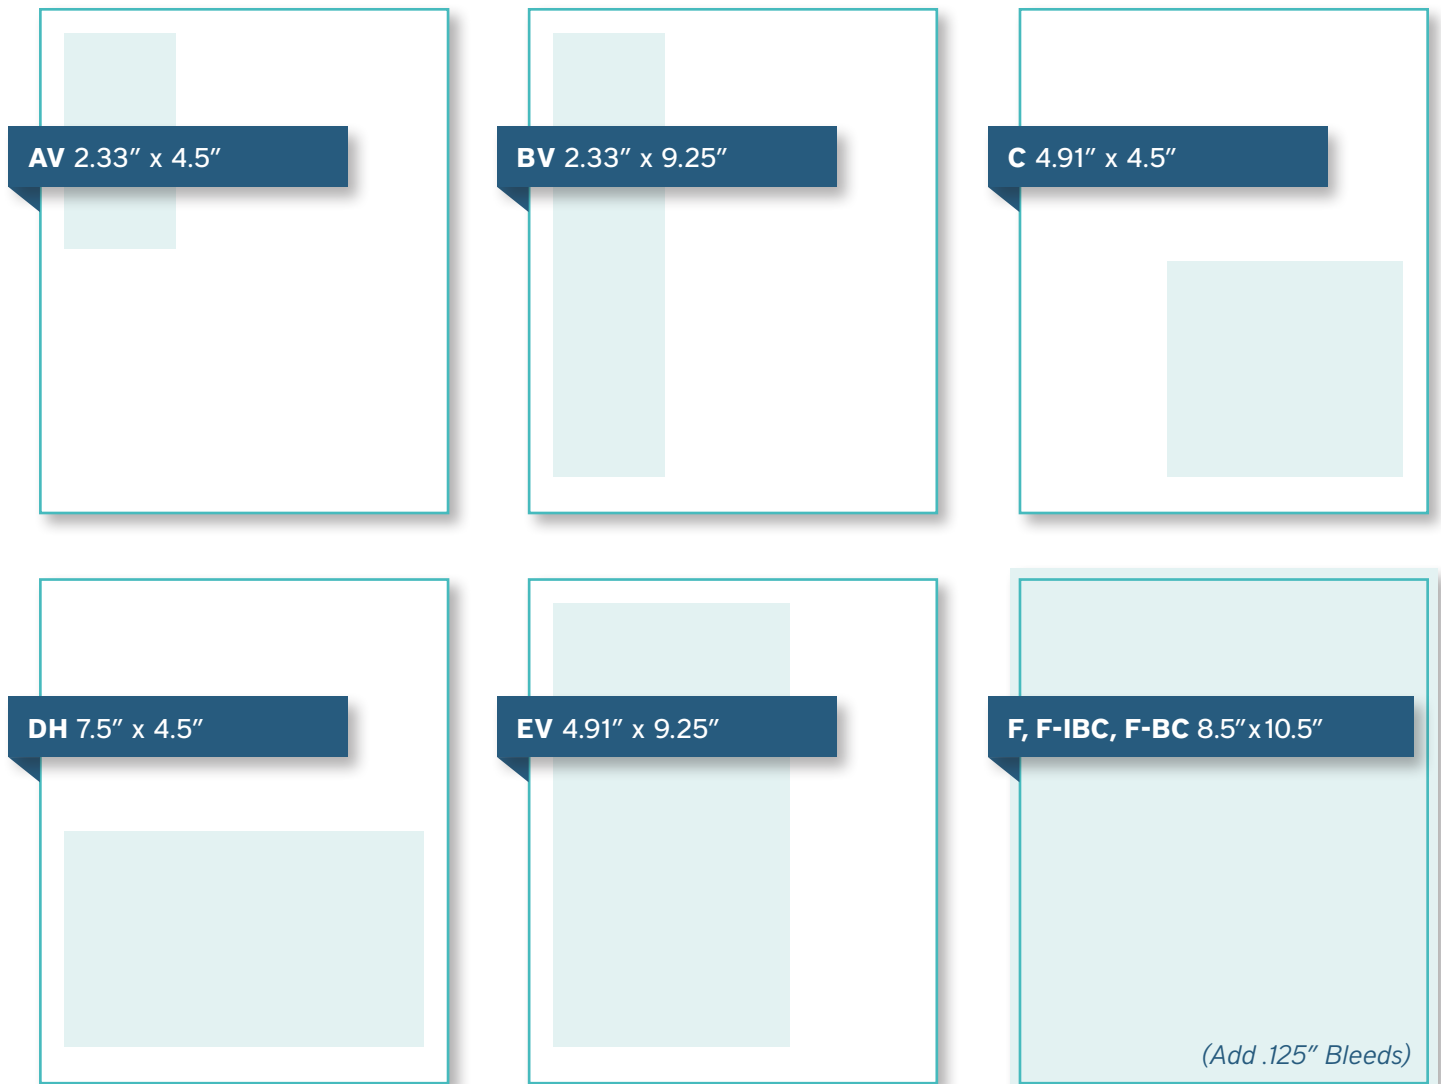 AV 2.33″ x 4.5″
BV 2.33″ x 9.25″
C 4.91″ x 4.5″
DH 7.5″ x 4.5″
EV 4.91″ x 9.25″
F, F-IBC, F-BC 8.5″x10.5″
(Add .125″ Bleeds)